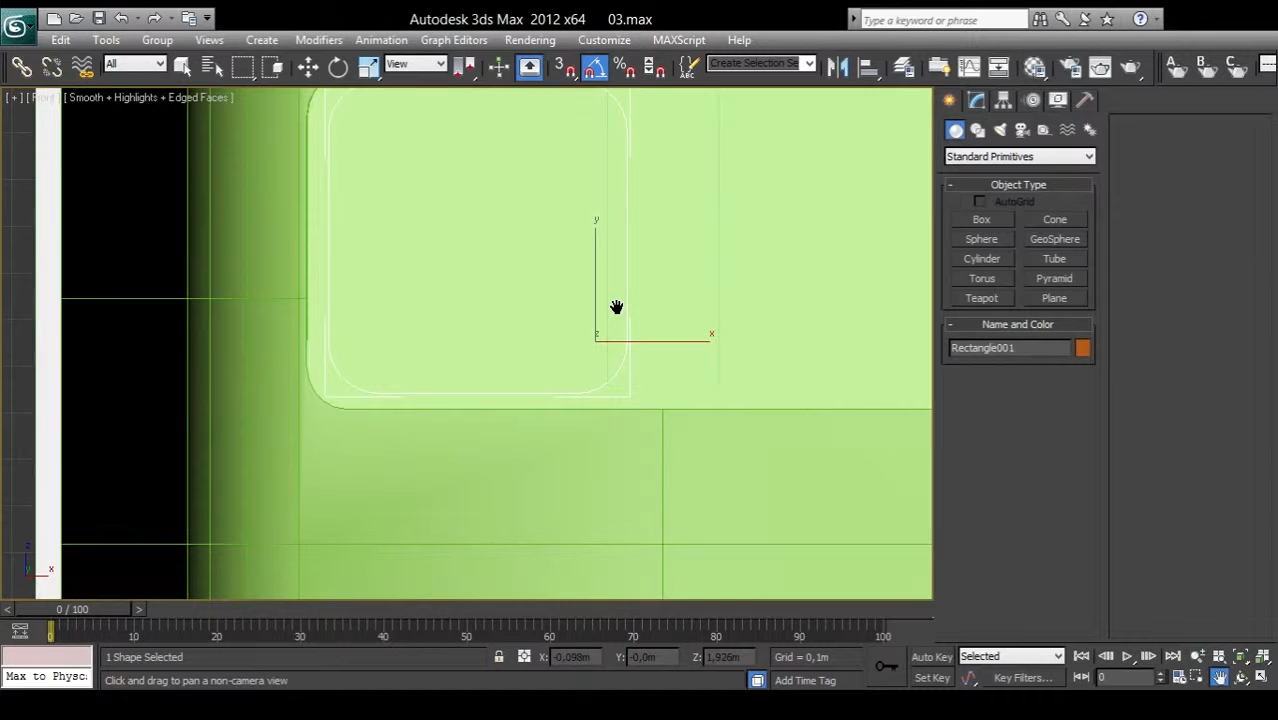 Autodesk 3ds Max 2012 x64 03.max
Type a keyword or phrase
Edit Tools Group Views Create Modifiers Animation Graph Editors Rendering Customize MAXScript Help
All View 3 % ABC Create Selection Se A B C
[ + ] [ Front ] [ Smooth + Highlights + Edged Faces ]
Standard Primitives
- Object Type
AutoGrid
Box Cone
Sphere GeoSphere
Cylinder Tube
Torus Pyramid
Teapot Plane
- Name and Color
Rectangle001
y
z x
z
y x
< 0 / 100 >
0 10 20 30 40 50 60 70 80 90 100
1 Shape Selected X: -0,098m Y: -0,0m Z: 1,926m Grid = 0,1m Auto Key Selected
Max to Physc Click and drag to pan a non-camera view Add Time Tag Set Key Key Filters... 0